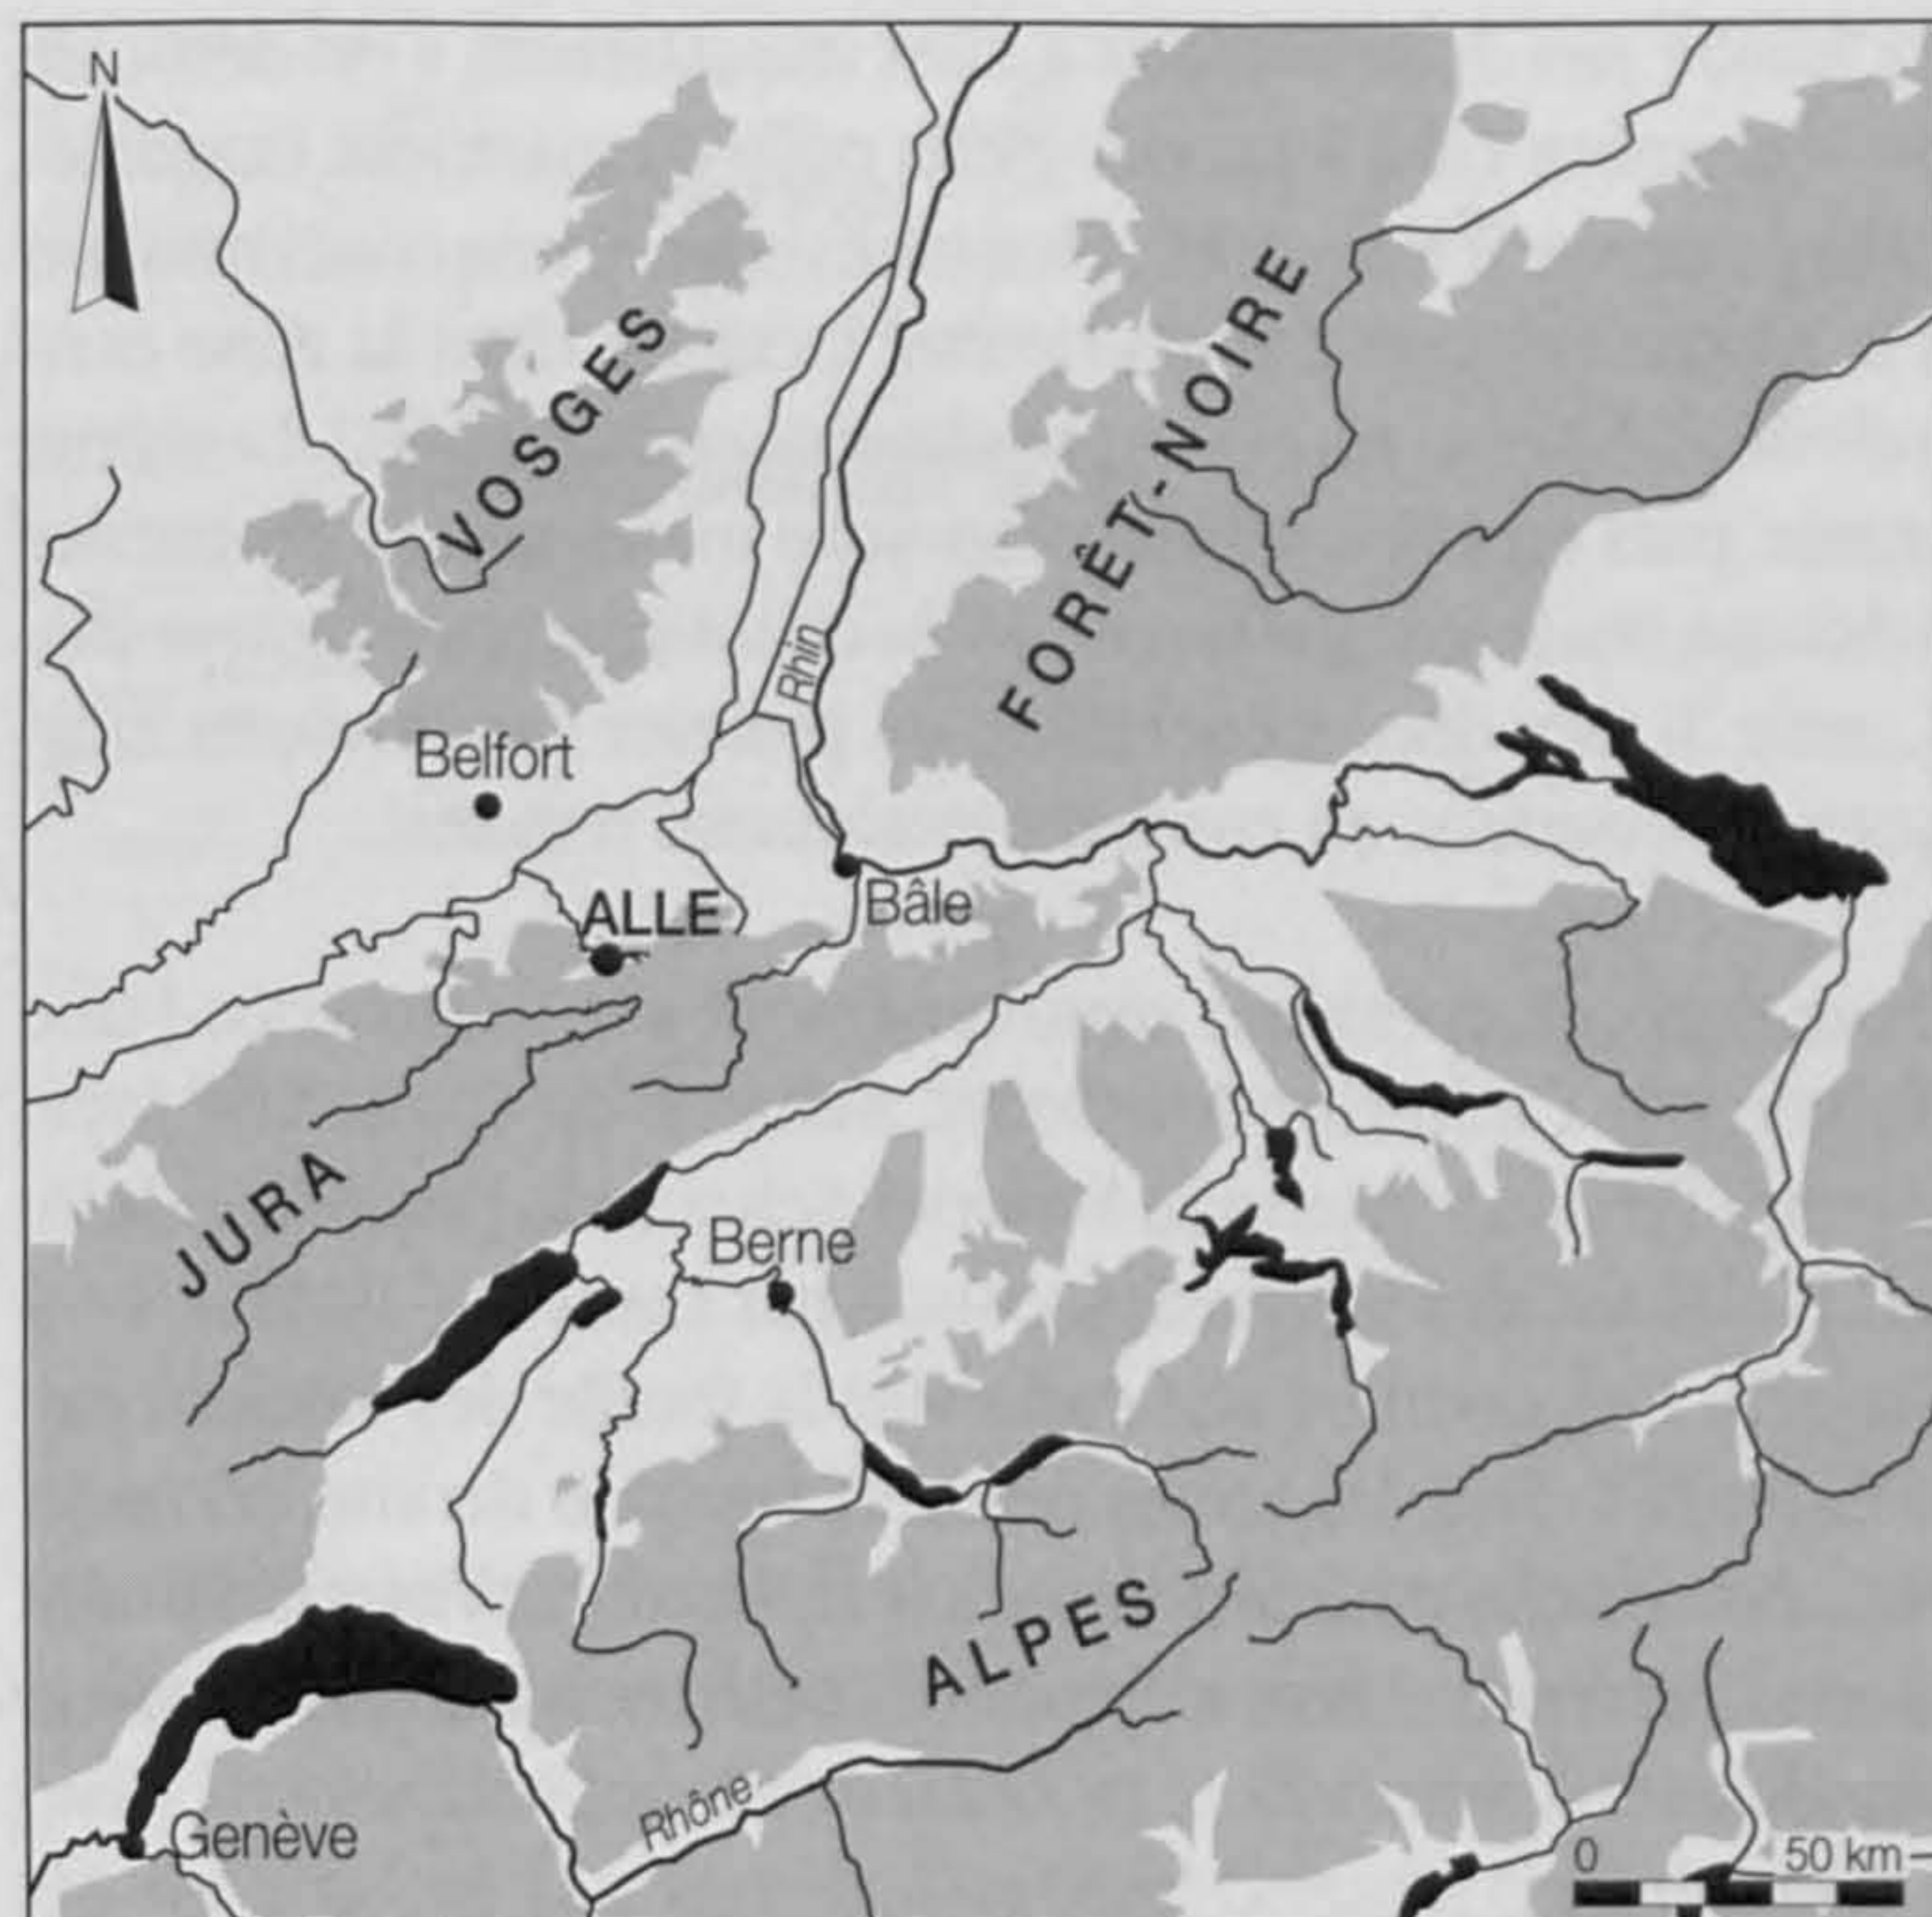 N
VOSGES
FORÊT-NOIRE
Rhin
Belfort
ALLE
Bâle
JURA
Berne
ALPES
Rhône
Genève
0 50 km